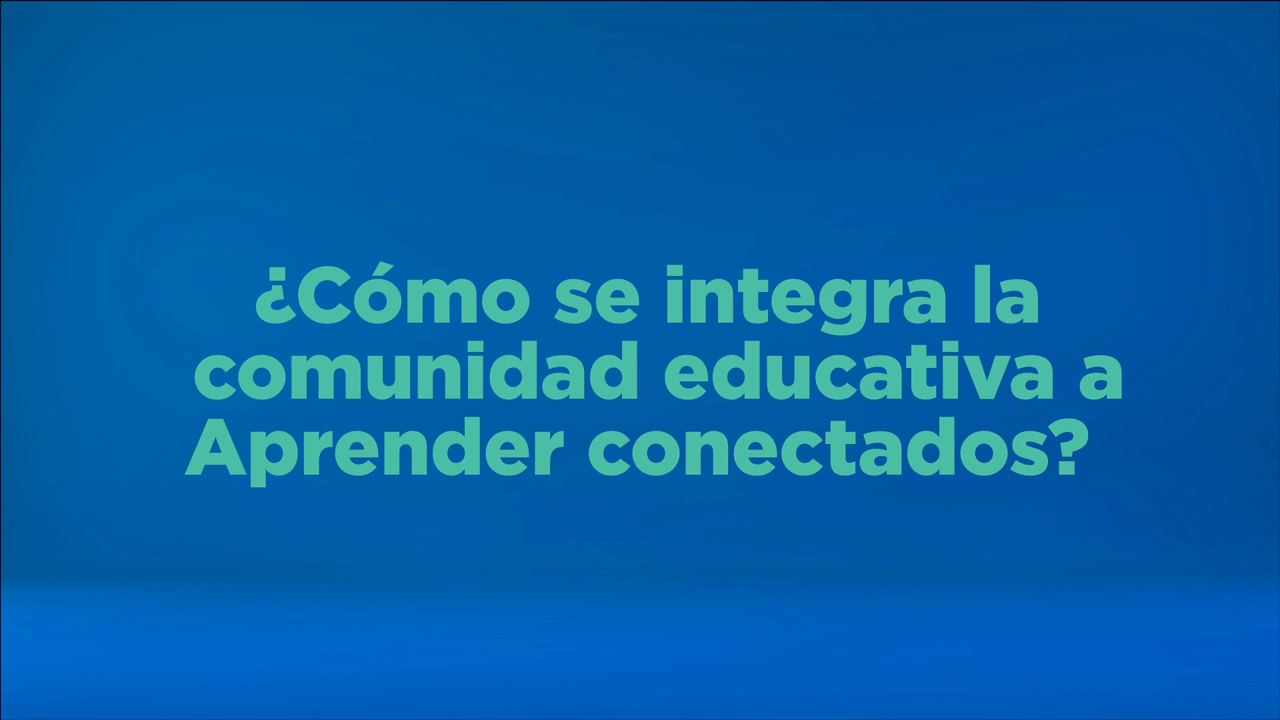 ¿Cómo se integra la
comunidad educativa a
Aprender conectados?